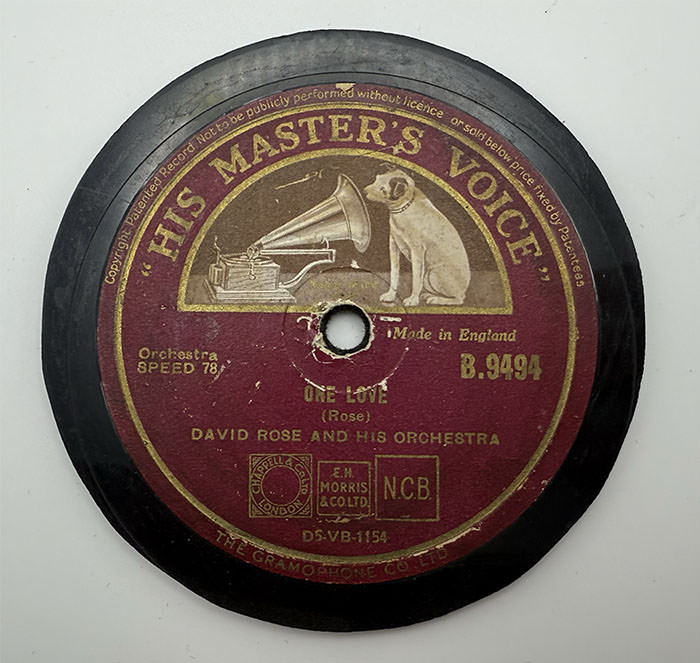 Copyright Patented Record Not to be publicly performed without licence or sold below price fixed by Patentees
"HIS MASTER'S VOICE"
Made in England
Orchestra
SPEED 78
B.9494
ONE LOVE
(Rose)
DAVID ROSE AND HIS ORCHESTRA
CHAPPELL & Co LTD
LONDON
E.H.
MORRIS
& CO. LTD.
N.C.B.
D5-VB-1154
THE GRAMOPHONE CO. LTD